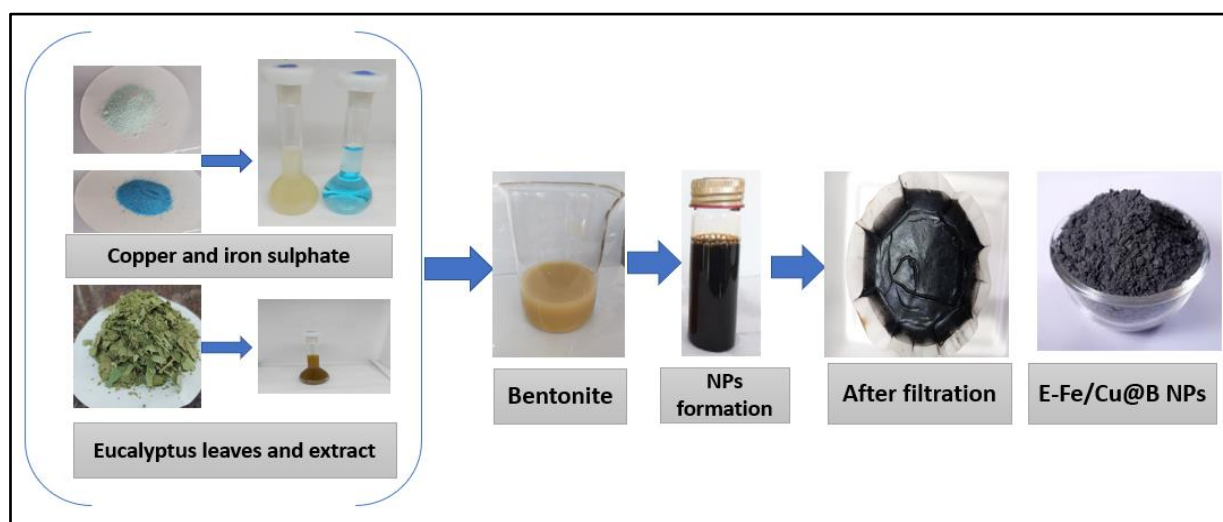 Copper and iron sulphate
Eucalyptus leaves and extract
Bentonite
NPs
formation
After filtration
E-Fe/Cu@B NPs